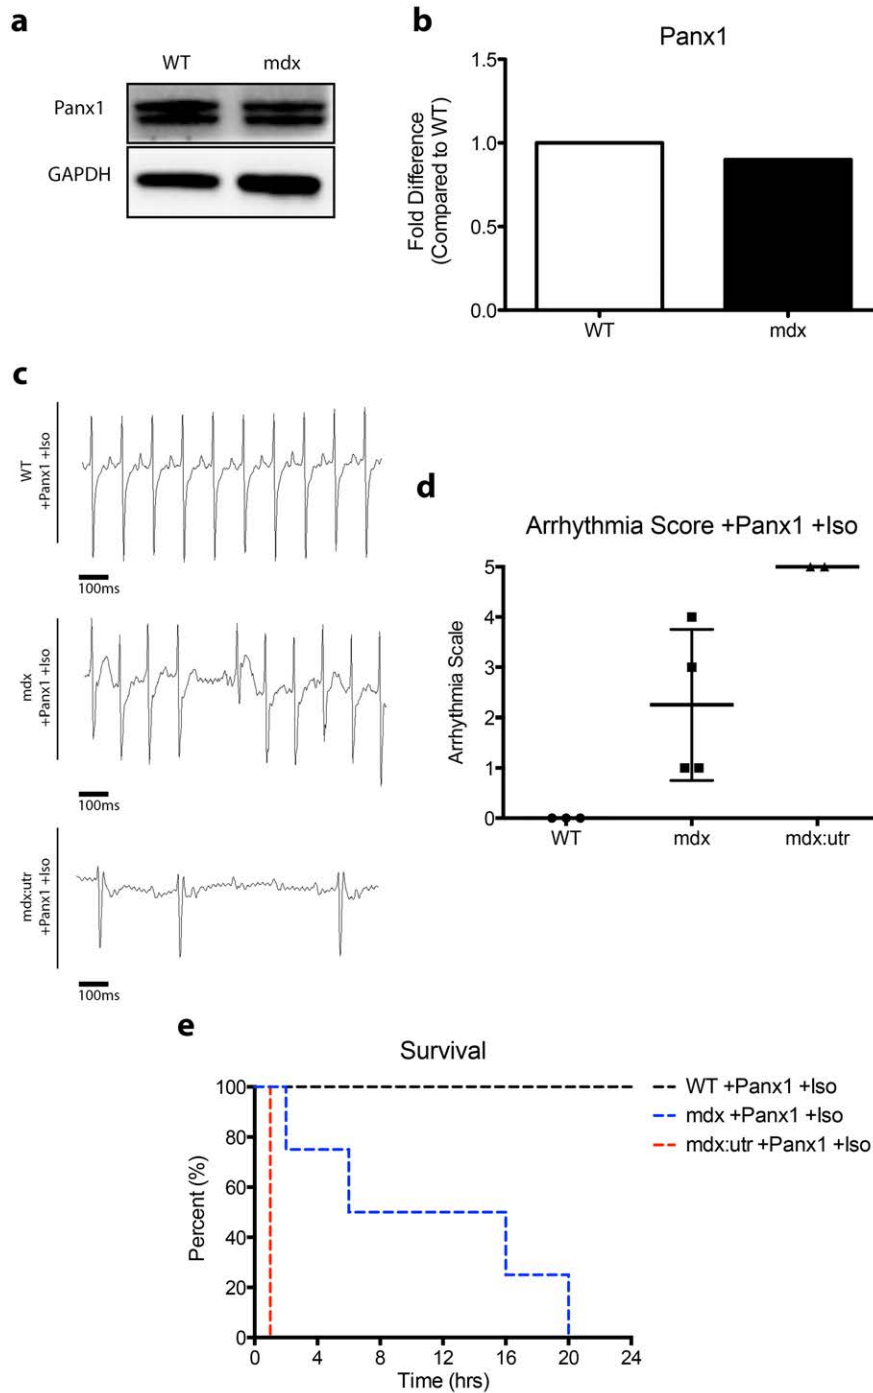 a
WT mdx
Panx1
GAPDH
b
Panx1
Fold Difference
(Compared to WT)
1.5
1.0
0.5
0.0
WT mdx
c
WT
+Panx1 +Iso
100ms
mdx
+Panx1 +Iso
100ms
mdx:utr
+Panx1 +Iso
100ms
d
Arrhythmia Score +Panx1 +Iso
Arrhythmia Scale
5
4
3
2
1
0
WT mdx mdx:utr
e
Survival
Percent (%)
100
80
60
40
20
0
0 4 8 12 16 20 24
Time (hrs)
WT +Panx1 +Iso
mdx +Panx1 +Iso
mdx:utr +Panx1 +Iso